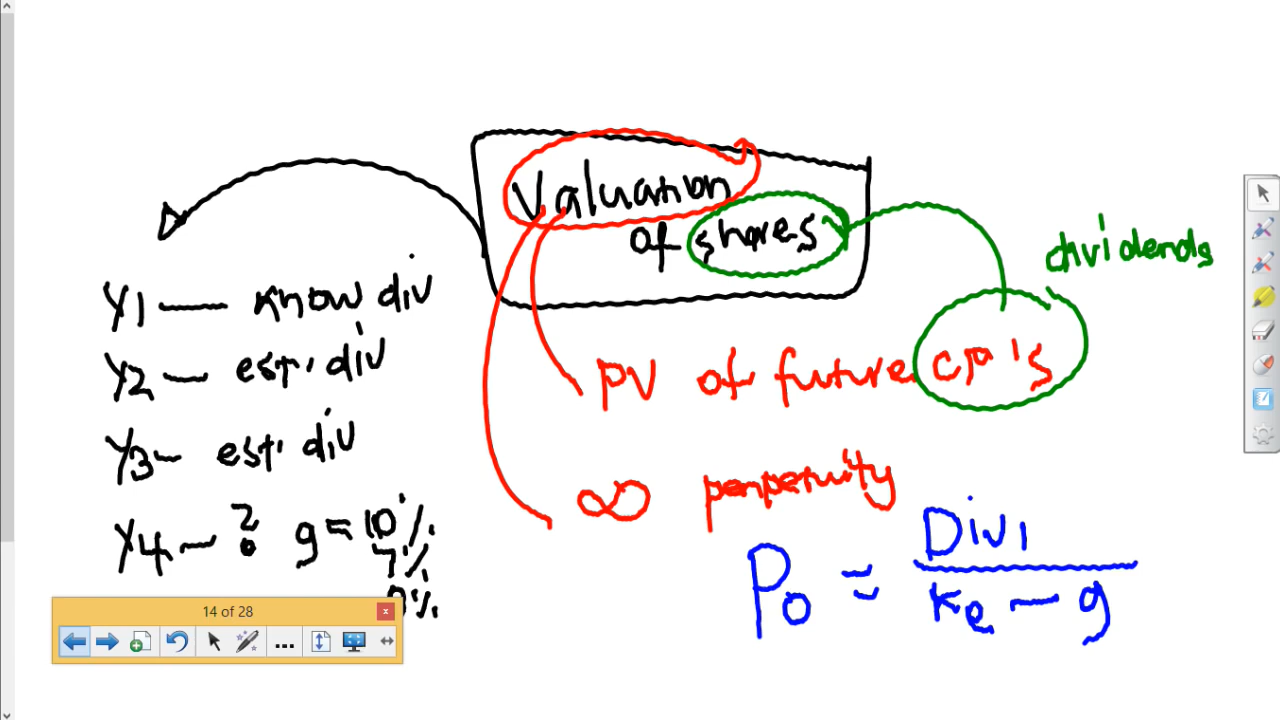 Valuation
of shares
dividends
Y1 — know div
Y2 — est. div
PV of future CF's
Y3 — est. div
∞ perpetuity
Y4 — ? g = 10%
7%
0%
P0 = Div1 / ke - g
14 of 28